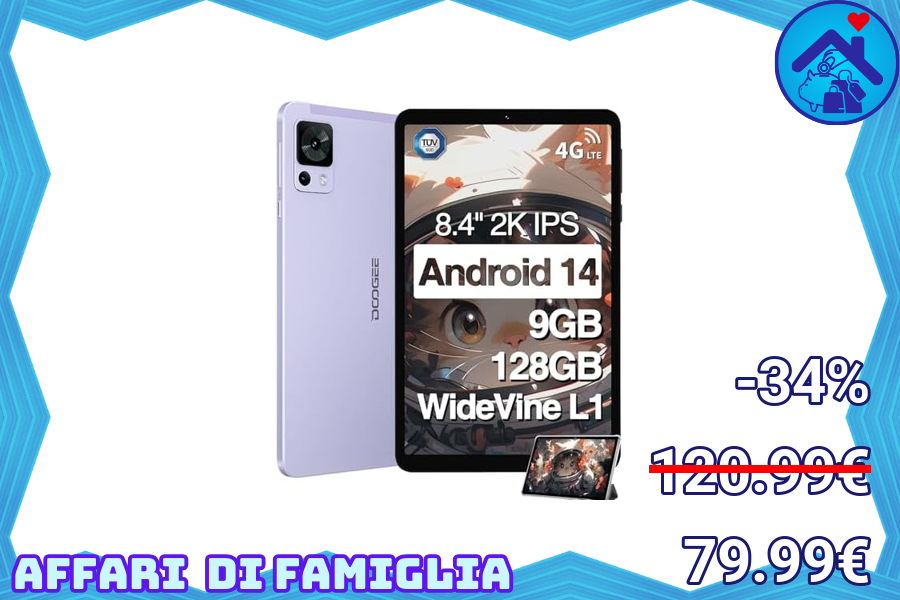 TÜV
4G LTE
8.4" 2K IPS
Android 14
9GB
128GB
WideVine L1
DOOGEE
-34%
120.99€
79.99€
AFFARI DI FAMIGLIA